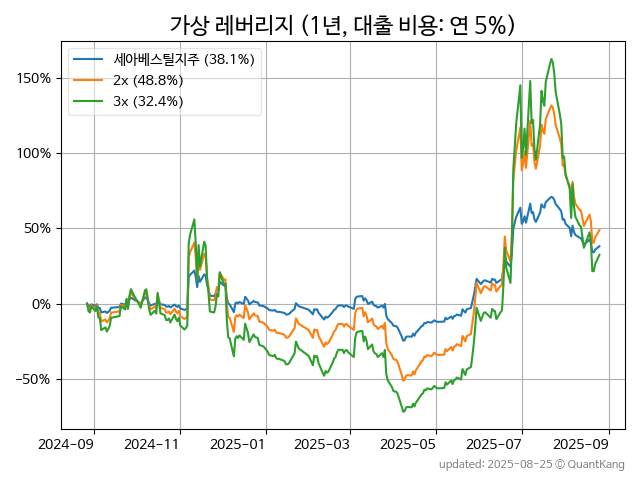 가상 레버리지 (1년, 대출 비용: 연 5%)
세아베스틸지주 (38.1%)
2x (48.8%)
3x (32.4%)
150%
100%
50%
0%
−50%
2024-09 2024-11 2025-01 2025-03 2025-05 2025-07 2025-09
updated: 2025-08-25 © QuantKang